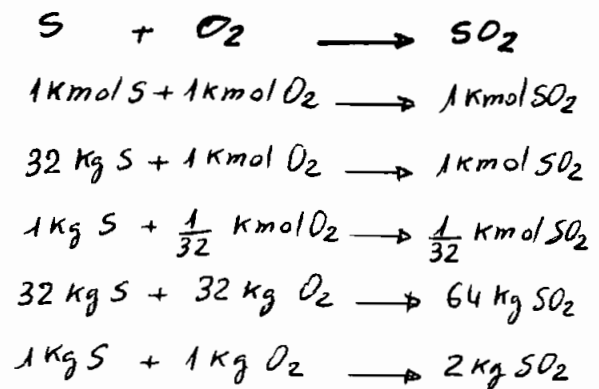 S + O₂ → SO₂
1 Kmol S + 1 Kmol O₂ → 1 Kmol SO₂
32 Kg S + 1 Kmol O₂ → 1 Kmol SO₂
1 Kg S + 1/32 Kmol O₂ → 1/32 Kmol SO₂
32 Kg S + 32 Kg O₂ → 64 Kg SO₂
1 Kg S + 1 Kg O₂ → 2 Kg SO₂